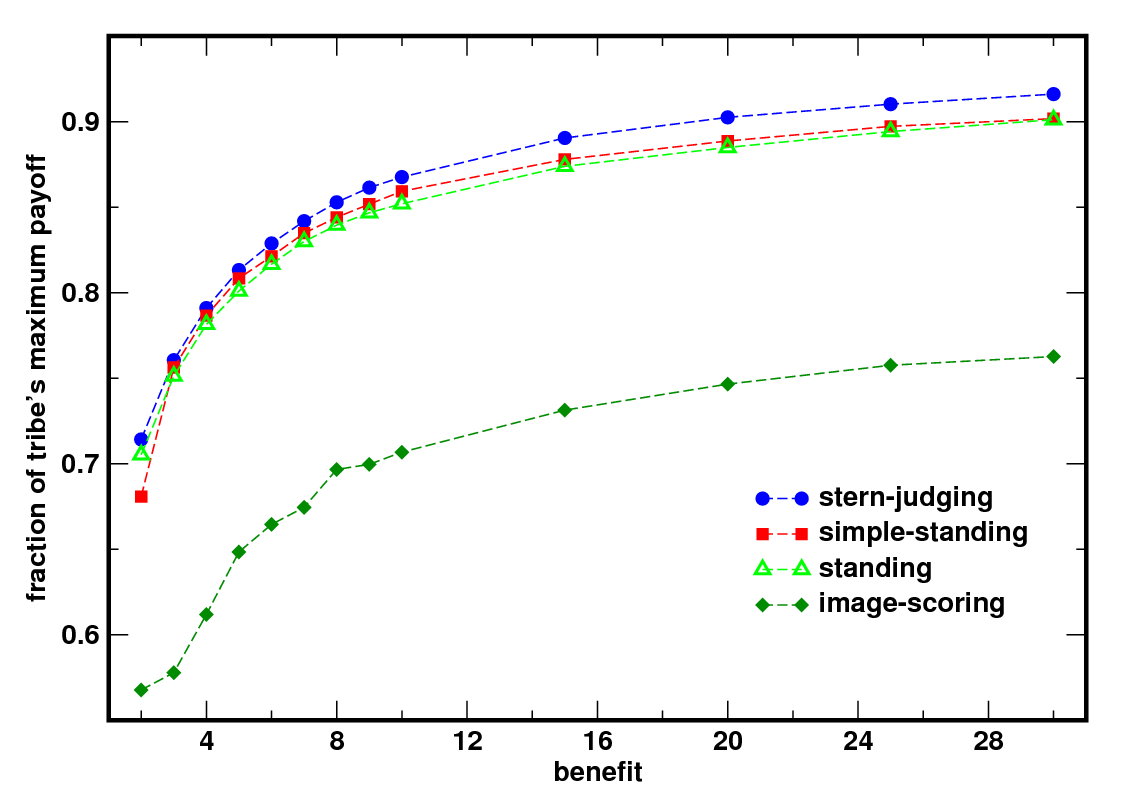 fraction of tribe's maximum payoff
0.9
0.8
0.7
0.6
stern-judging
simple-standing
standing
image-scoring
4 8 12 16 20 24 28
benefit